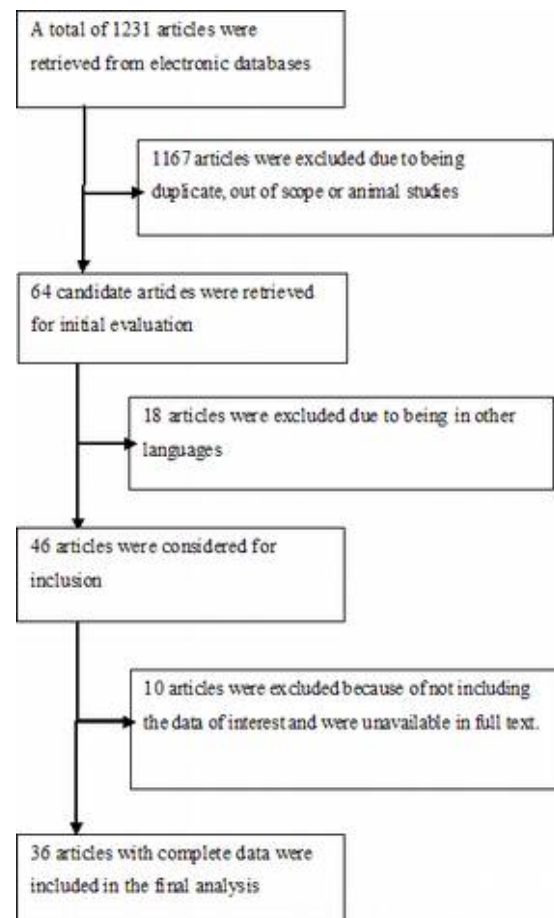 A total of 1231 articles were
retrieved from electronic databases
1167 articles were excluded due to being
duplicate, out of scope or animal studies
64 candidate articles were retrieved
for initial evaluation
18 articles were excluded due to being in other
languages
46 articles were considered for
inclusion
10 articles were excluded because of not including
the data of interest and were unavailable in full text.
36 articles with complete data were
included in the final analysis